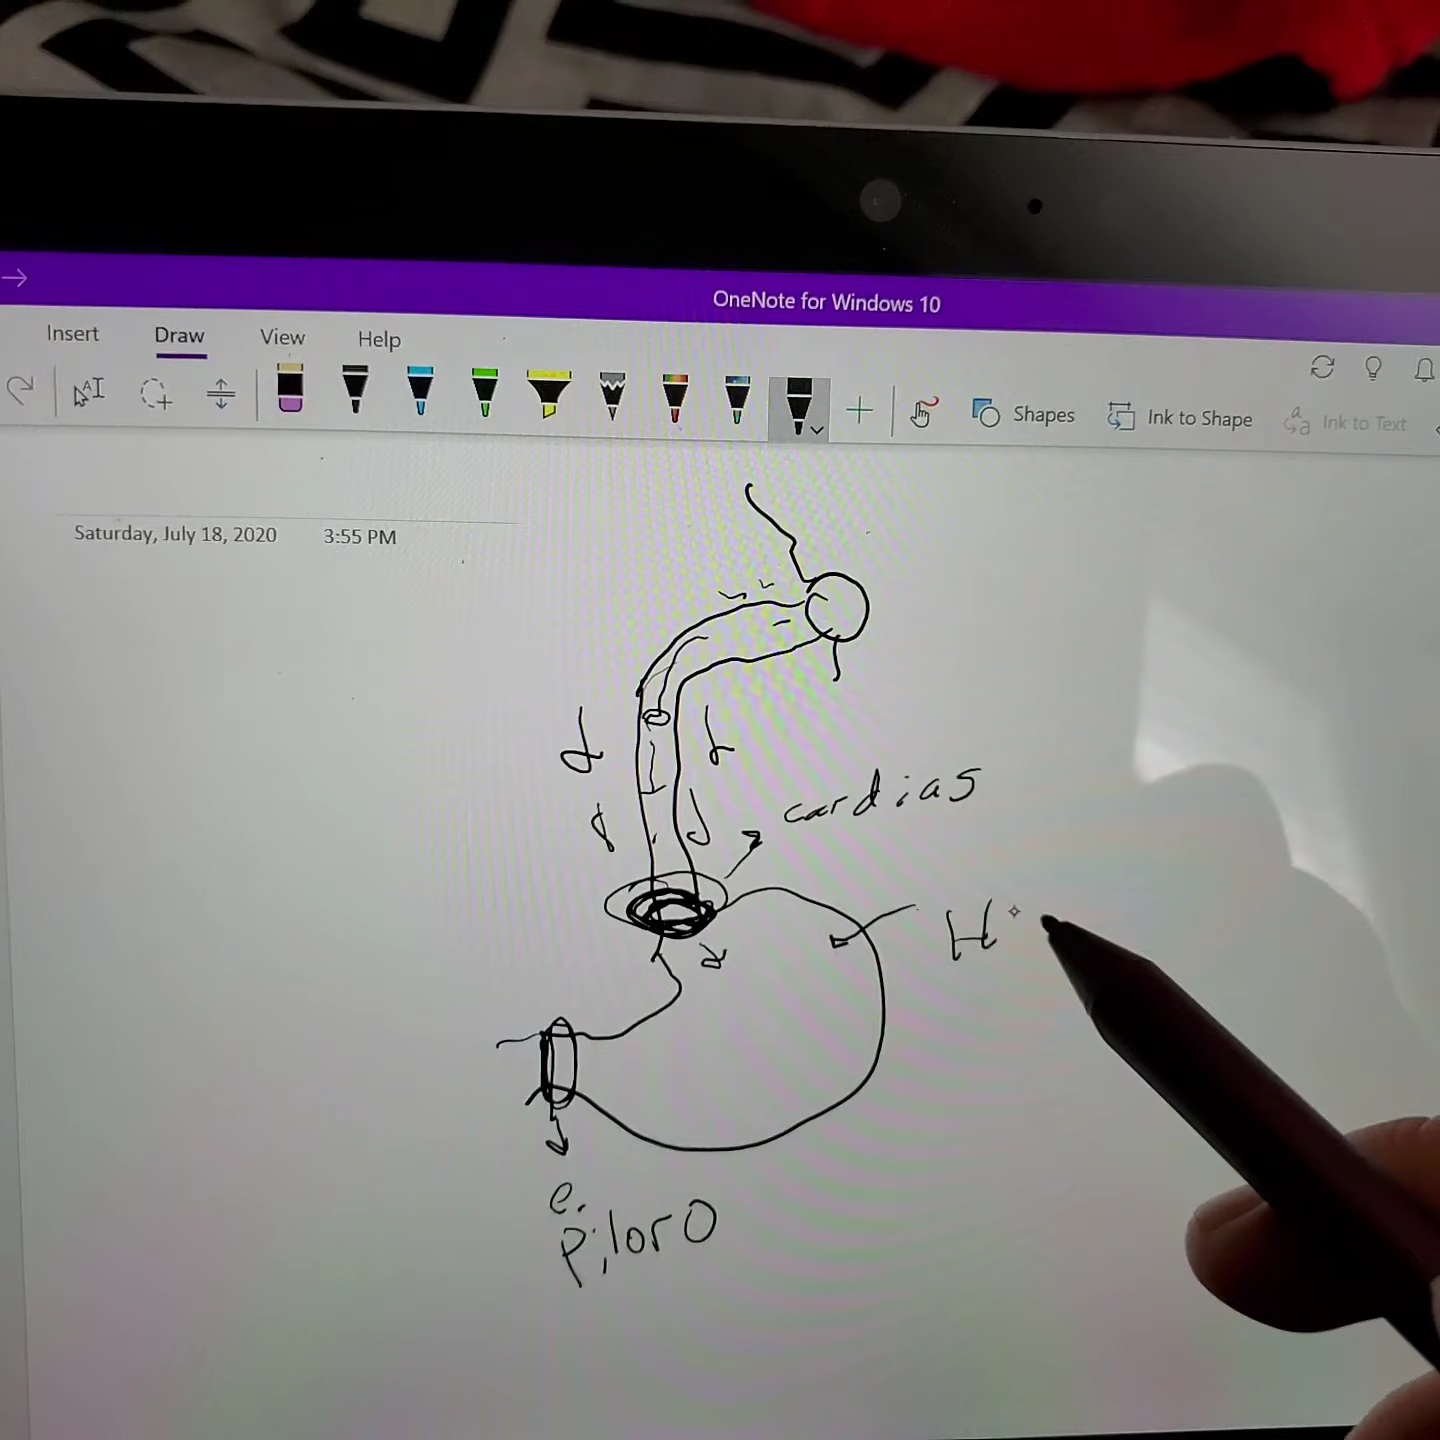 OneNote for Windows 10
Insert Draw View Help
Shapes Ink to Shape Ink to Text
Saturday, July 18, 2020 3:55 PM
cardias
H
e.
piloro